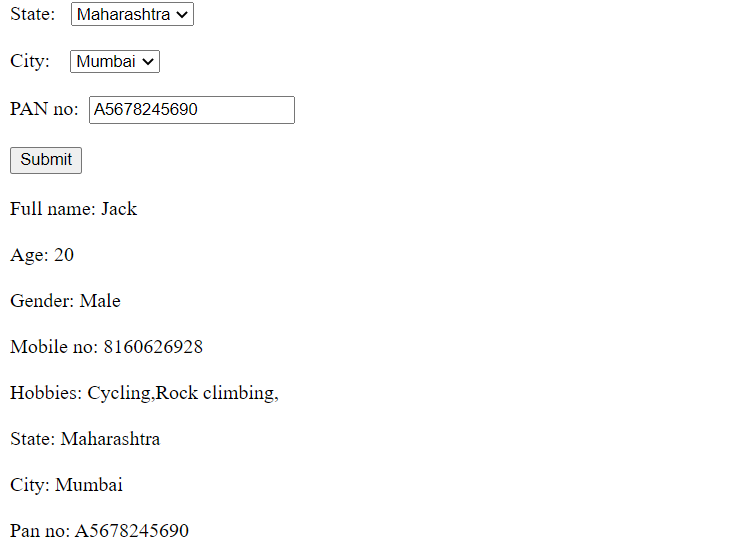 State: Maharashtra
City: Mumbai
PAN no: A5678245690
Submit
Full name: Jack
Age: 20
Gender: Male
Mobile no: 8160626928
Hobbies: Cycling,Rock climbing,
State: Maharashtra
City: Mumbai
Pan no: A5678245690